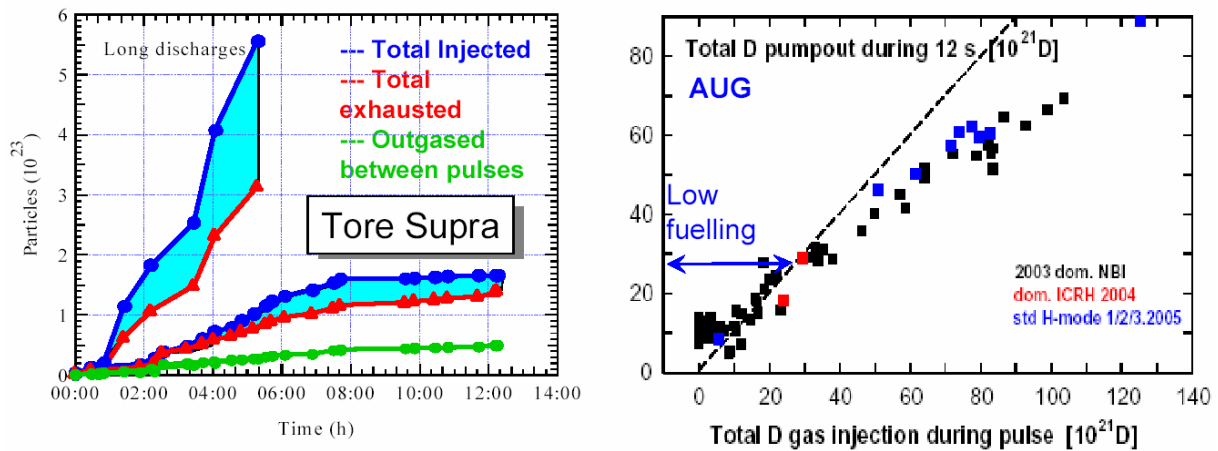 6
5
4
3
2
1
0
Particles (10^23)
Long discharges
--- Total Injected
--- Total
exhausted
--- Outgased
between pulses
Tore Supra
00:00 02:00 04:00 06:00 08:00 10:00 12:00 14:00
Time (h)
80
60
40
20
0
Total D pumpout during 12 s [10^21D]
AUG
Low
fuelling
2003 dom. NBI
dom. ICRH 2004
std H-mode 1/2/3.2005
0 20 40 60 80 100 120 140
Total D gas injection during pulse [10^21D]